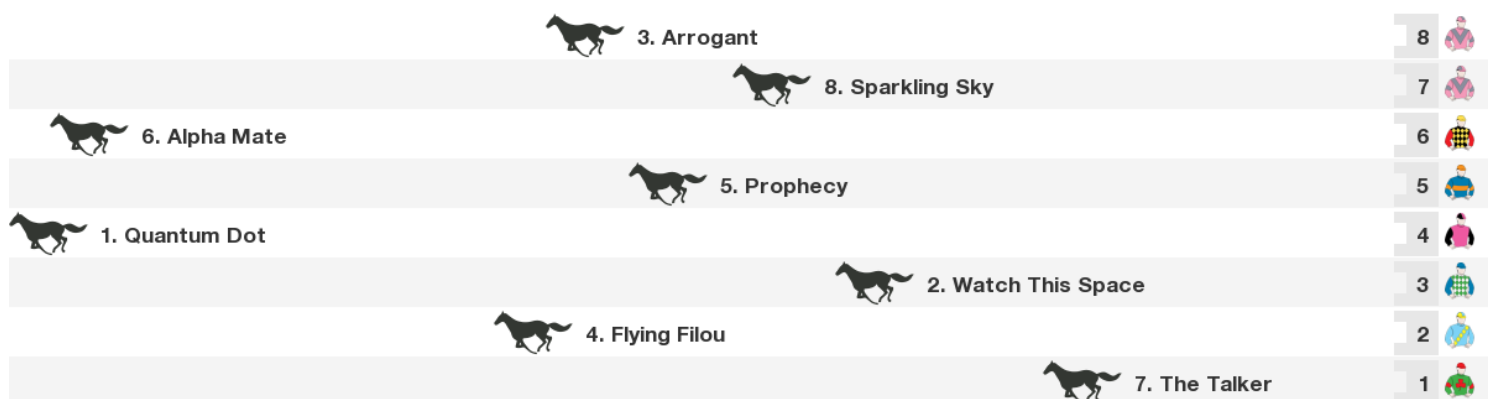 3. Arrogant 8
8. Sparkling Sky 7
6. Alpha Mate 6
5. Prophecy 5
1. Quantum Dot 4
2. Watch This Space 3
4. Flying Filou 2
7. The Talker 1